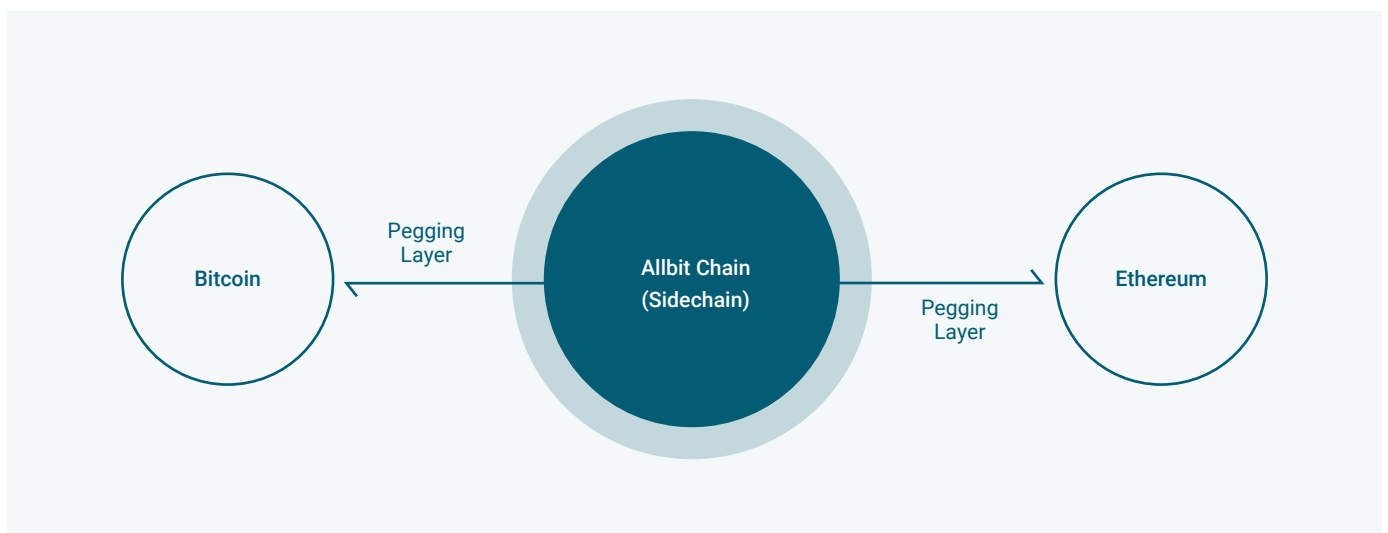 Bitcoin
Pegging
Layer
Allbit Chain
(Sidechain)
Pegging
Layer
Ethereum